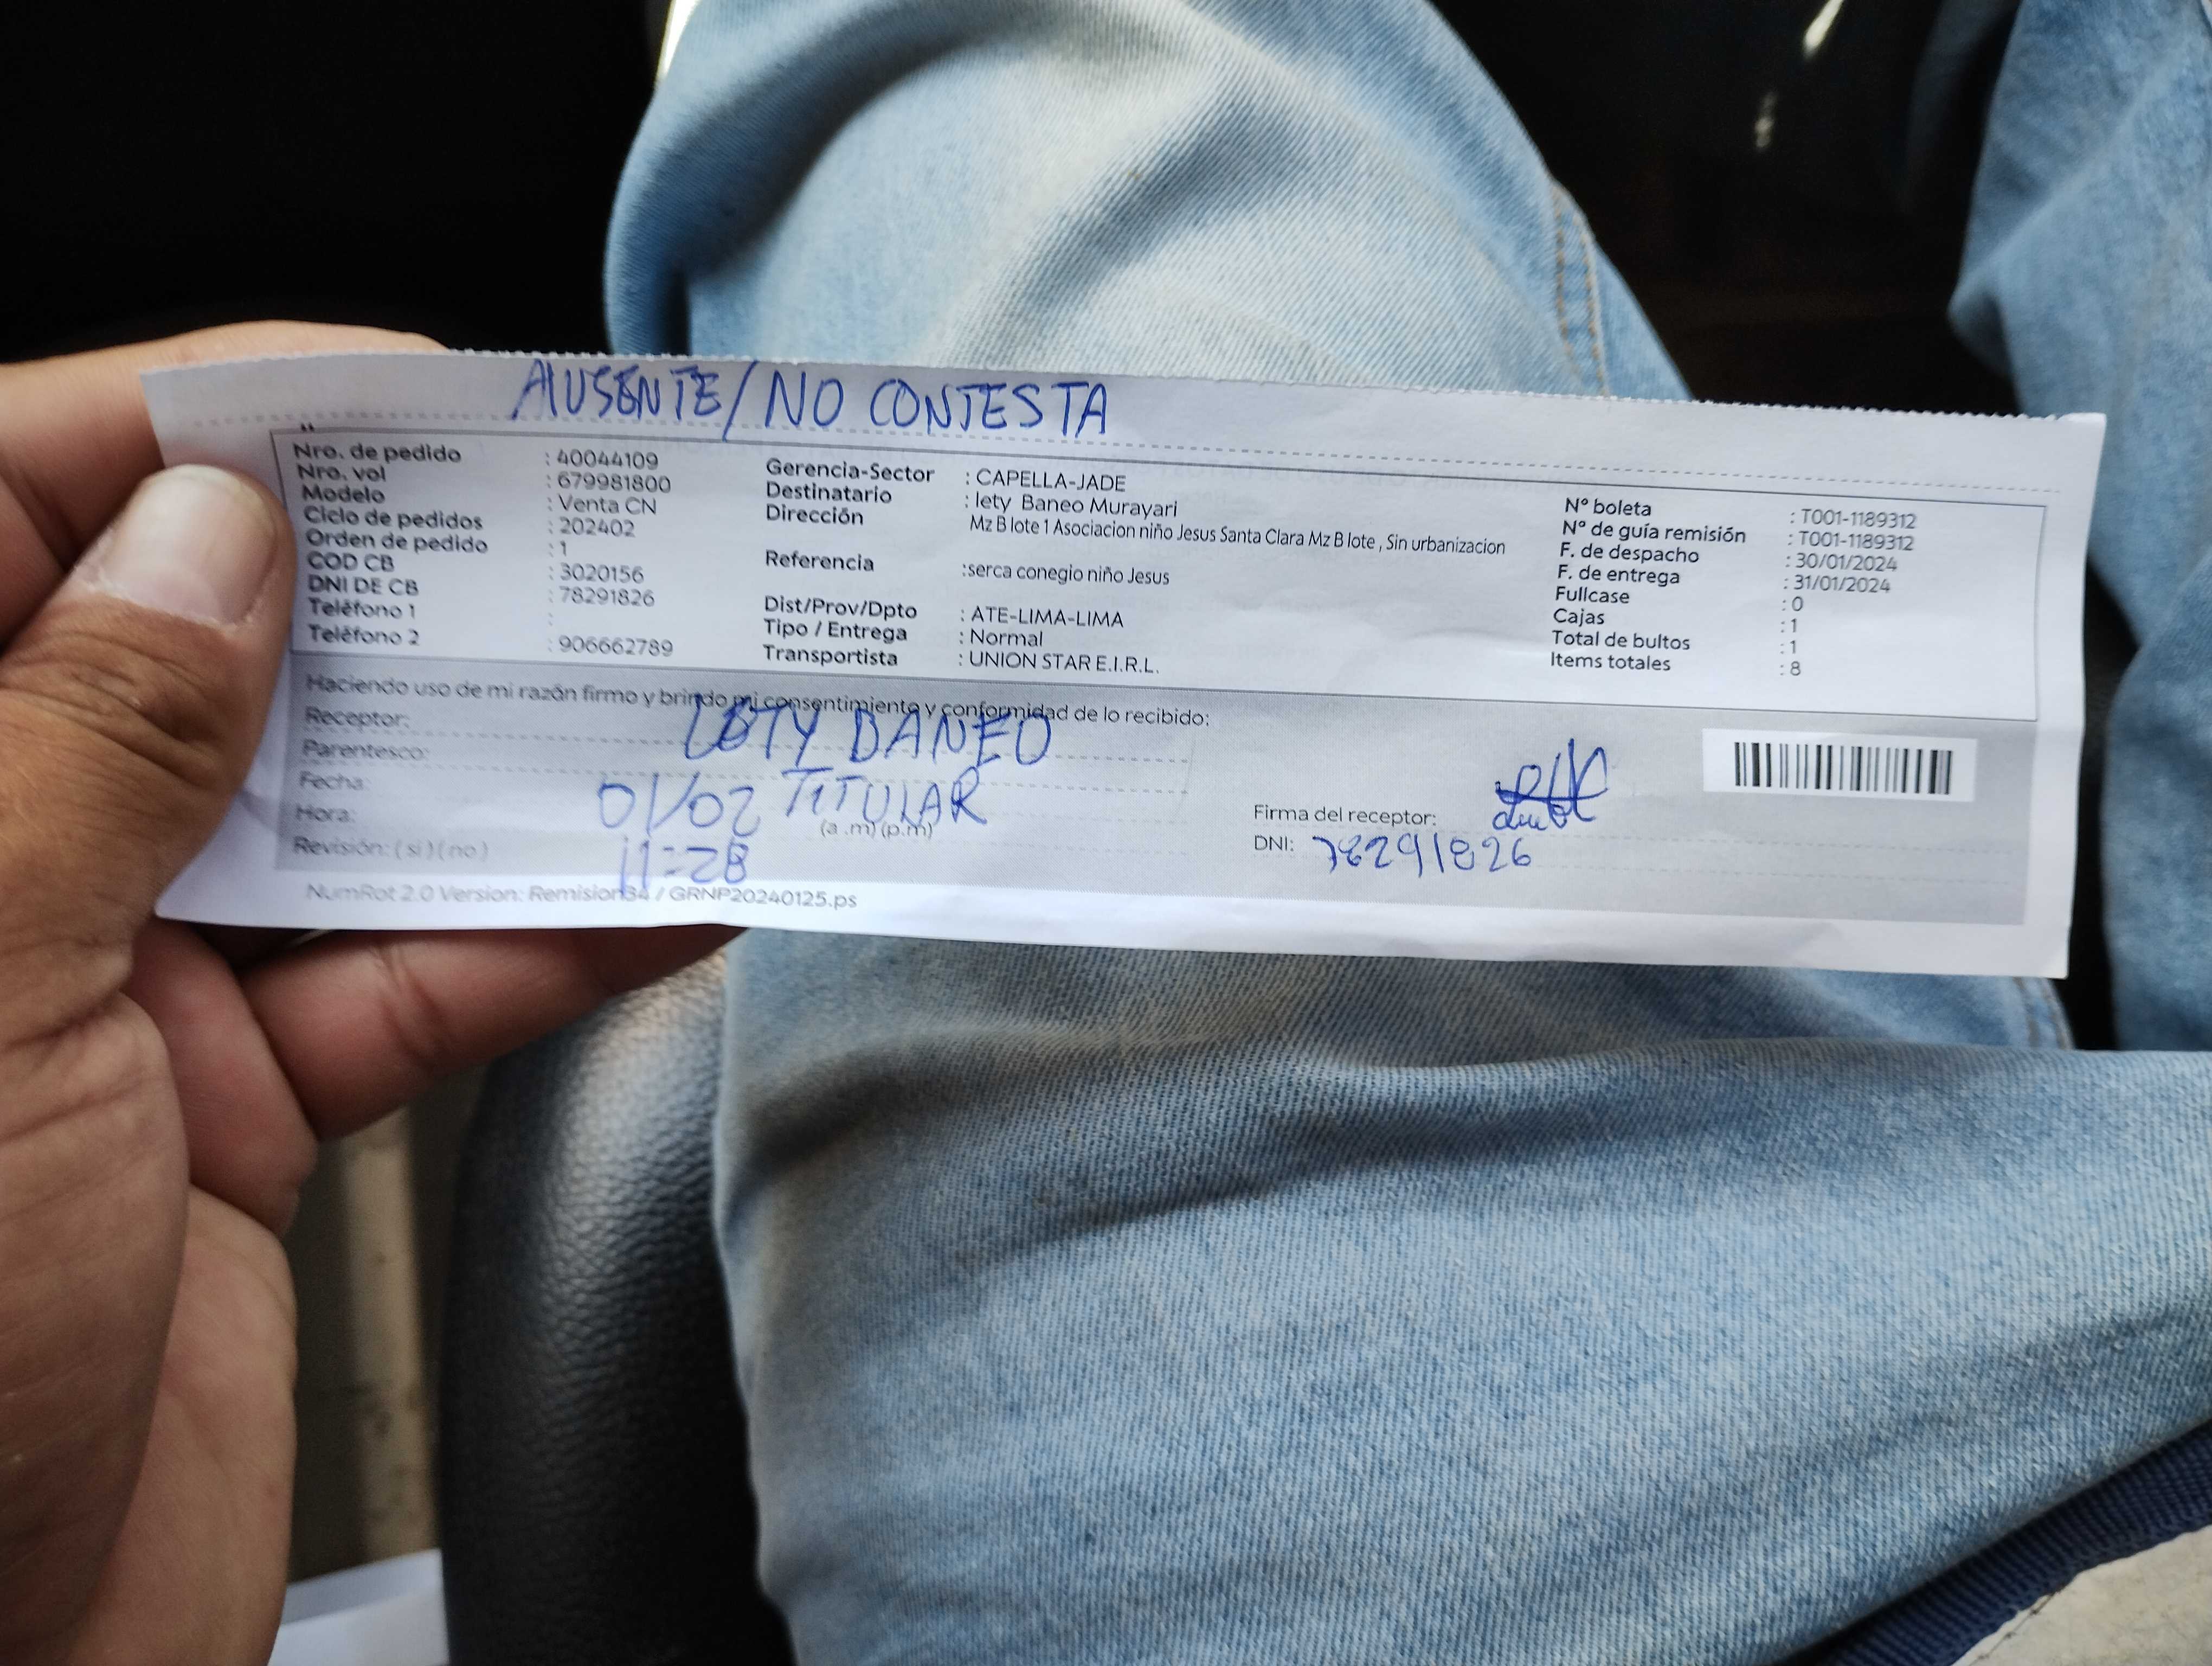 AUSENTE/NO CONTESTA
Nro. de pedido : 40044109
Nro. vol : 679981800
Modelo : Venta CN
Ciclo de pedidos : 202402
Orden de pedido : 1
COD CB : 3020156
DNI DE CB : 78291826
Teléfono 1 :
Teléfono 2 : 906662789
Gerencia-Sector : CAPELLA-JADE
Destinatario : lety Baneo Murayari
Dirección Mz B lote 1 Asociacion niño Jesus Santa Clara Mz B lote , Sin urbanizacion
Referencia :serca conegio niño Jesus
Dist/Prov/Dpto : ATE-LIMA-LIMA
Tipo / Entrega : Normal
Transportista : UNION STAR E.I.R.L.
Nº boleta : T001-1189312
Nº de guía remisión : T001-1189312
F. de despacho : 30/01/2024
F. de entrega : 31/01/2024
Fullcase : 0
Cajas : 1
Total de bultos : 1
Items totales : 8
Haciendo uso de mi razón firmo y brindo mi consentimiento y conformidad de lo recibido:
Receptor: LETY BANEO
Parentesco: TITULAR
Fecha: 01/02
Hora: 11:28 (a .m) (p.m)
Revisión: ( si ) ( no )
Firma del receptor:
DNI: 78291826
NumRot 2.0 Version: Remision34 / GRNP20240125.ps